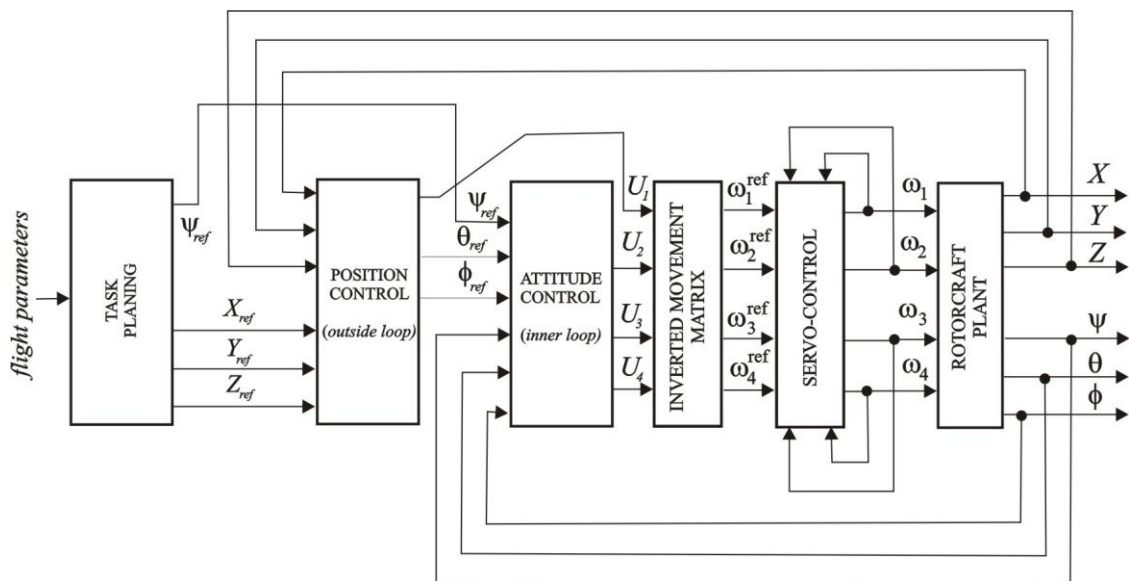 flight parameters
TASK
PLANING
ψref
Xref
Yref
Zref
POSITION
CONTROL
(outside loop)
ψref
θref
ϕref
ATTITUDE
CONTROL
(inner loop)
U1
U2
U3
U4
INVERTED MOVEMENT
MATRIX
ω1ref
ω2ref
ω3ref
ω4ref
SERVO-CONTROL
ω1
ω2
ω3
ω4
ROTORCRAFT
PLANT
X
Y
Z
ψ
θ
ϕ